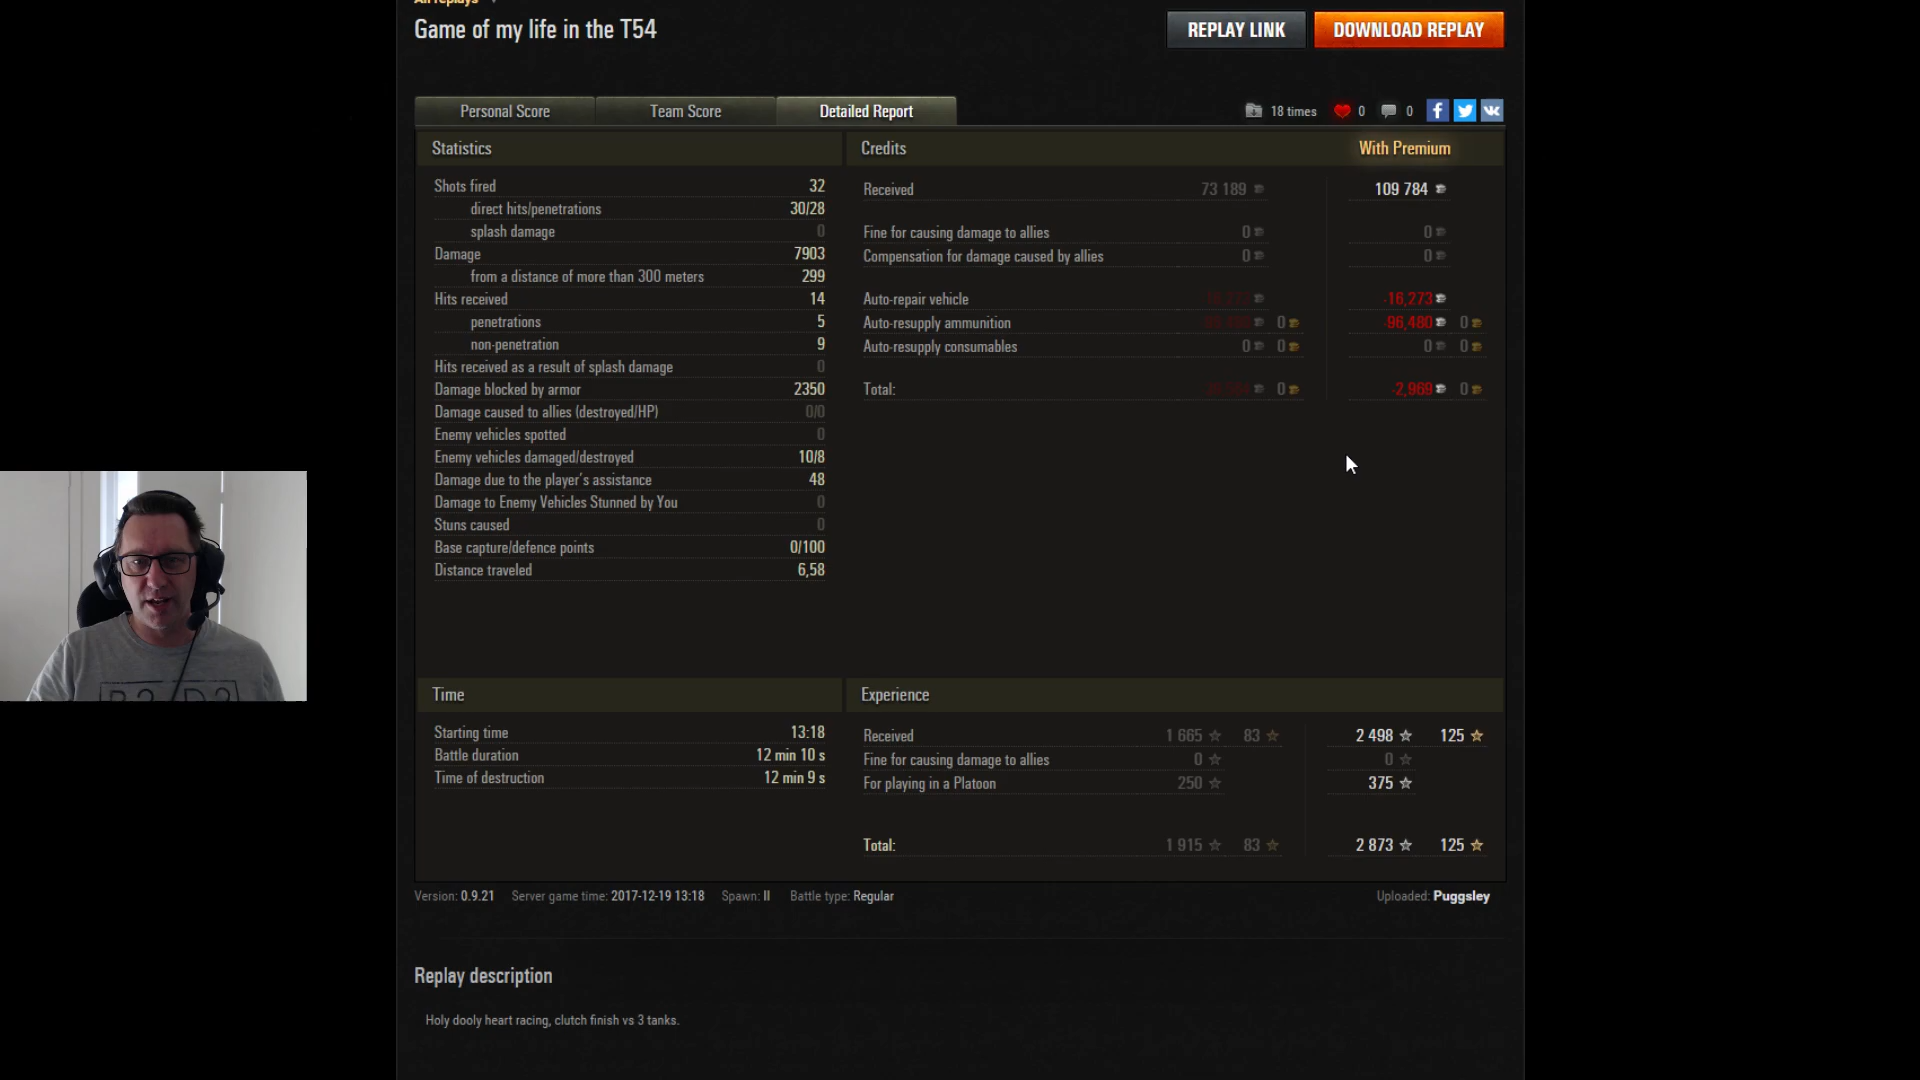 All replays
Game of my life in the T54
REPLAY LINK
DOWNLOAD REPLAY
Personal Score
Team Score
Detailed Report
18 times
0
0
Statistics
Shots fired 32
direct hits/penetrations 30/28
splash damage 0
Damage 7903
from a distance of more than 300 meters 299
Hits received 14
penetrations 5
non-penetration 9
Hits received as a result of splash damage 0
Damage blocked by armor 2350
Damage caused to allies (destroyed/HP) 0/0
Enemy vehicles spotted 0
Enemy vehicles damaged/destroyed 10/8
Damage due to the player's assistance 48
Damage to Enemy Vehicles Stunned by You 0
Stuns caused 0
Base capture/defence points 0/100
Distance traveled 6,58
Credits With Premium
Received 73 189 109 784
Fine for causing damage to allies 0 0
Compensation for damage caused by allies 0 0
Auto-repair vehicle -16,273
Auto-resupply ammunition 0 -96,480 0
Auto-resupply consumables 0 0 0 0
Total: 0 -2,969 0
Time
Starting time 13:18
Battle duration 12 min 10 s
Time of destruction 12 min 9 s
Experience
Received 1 665 83 2 498 125
Fine for causing damage to allies 0 0
For playing in a Platoon 250 375
Total: 1 915 83 2 873 125
Version: 0.9.21 Server game time: 2017-12-19 13:18 Spawn: II Battle type: Regular
Uploaded: Puggsley
Replay description
Holy dooly heart racing, clutch finish vs 3 tanks.